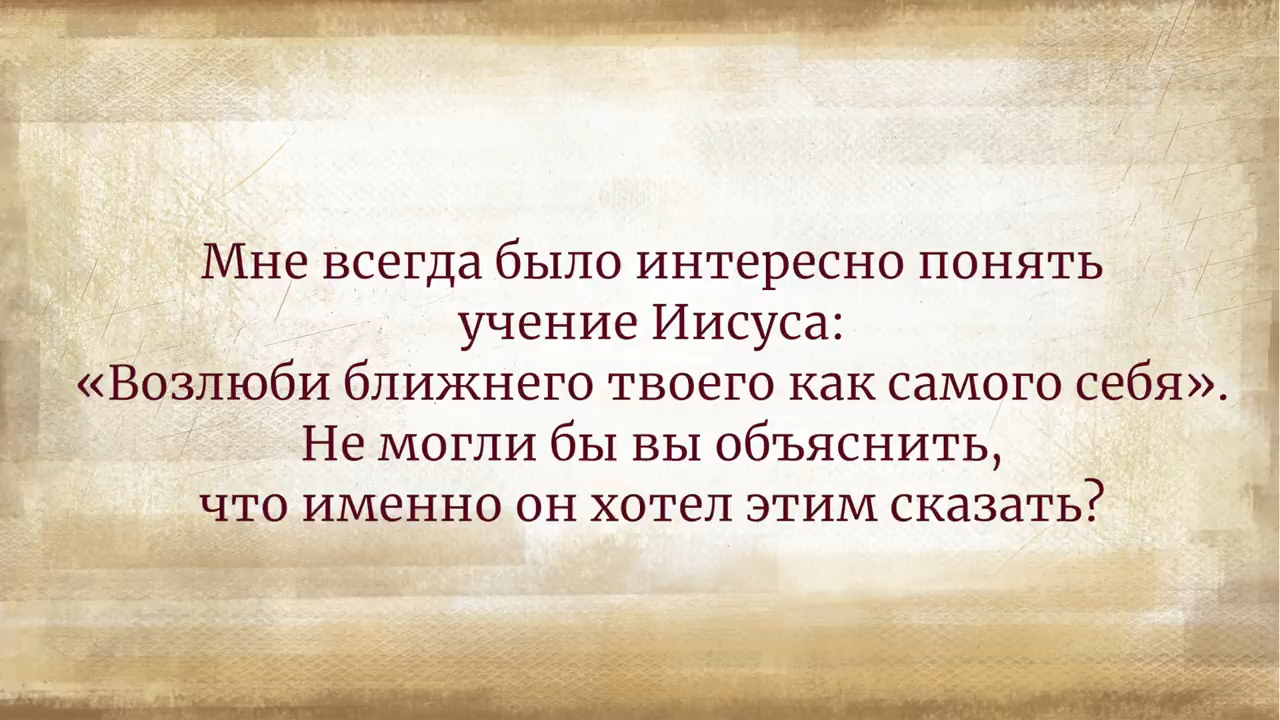 Мне всегда было интересно понять
учение Иисуса:
«Возлюби ближнего твоего как самого себя».
Не могли бы вы объяснить,
что именно он хотел этим сказать?